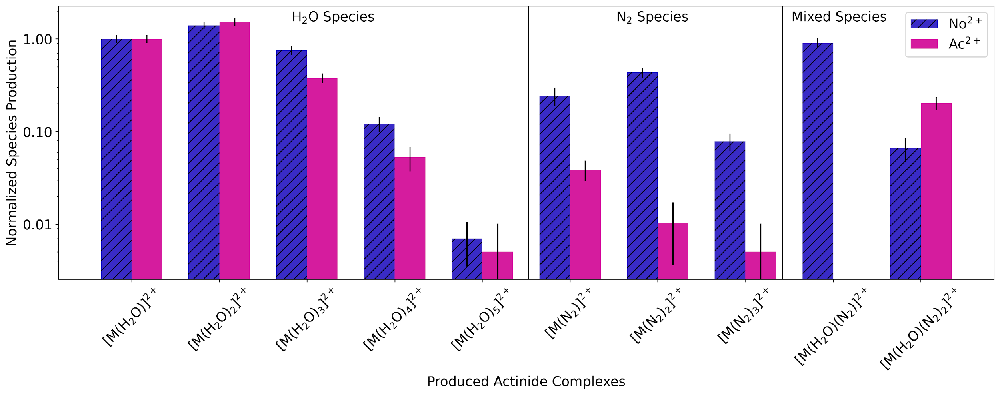 H₂O Species
N₂ Species
Mixed Species
No²⁺
Ac²⁺
Normalized Species Production
1.00
0.10
0.01
[M(H₂O)]²⁺
[M(H₂O)₂]²⁺
[M(H₂O)₃]²⁺
[M(H₂O)₄]²⁺
[M(H₂O)₅]²⁺
[M(N₂)]²⁺
[M(N₂)₂]²⁺
[M(N₂)₃]²⁺
[M(H₂O)(N₂)]²⁺
[M(H₂O)(N₂)₂]²⁺
Produced Actinide Complexes